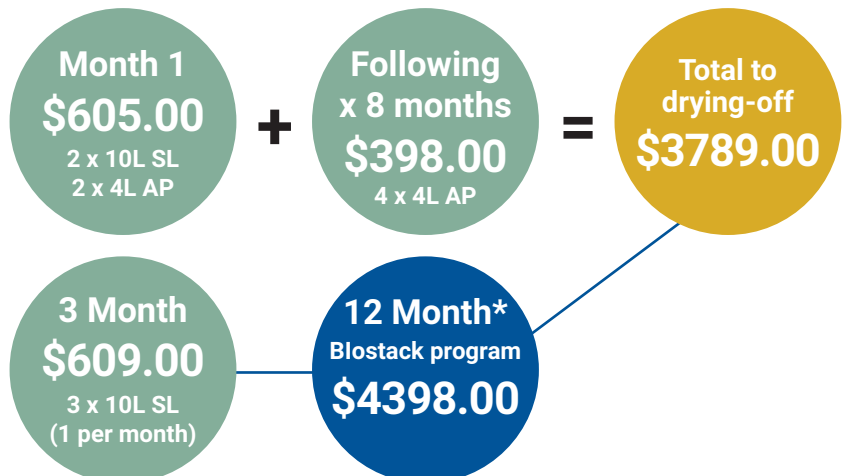 Month 1
$605.00
2 x 10L SL
2 x 4L AP
+
Following
x 8 months
$398.00
4 x 4L AP
=
Total to
drying-off
$3789.00
3 Month
$609.00
3 x 10L SL
(1 per month)
12 Month*
BIostack program
$4398.00